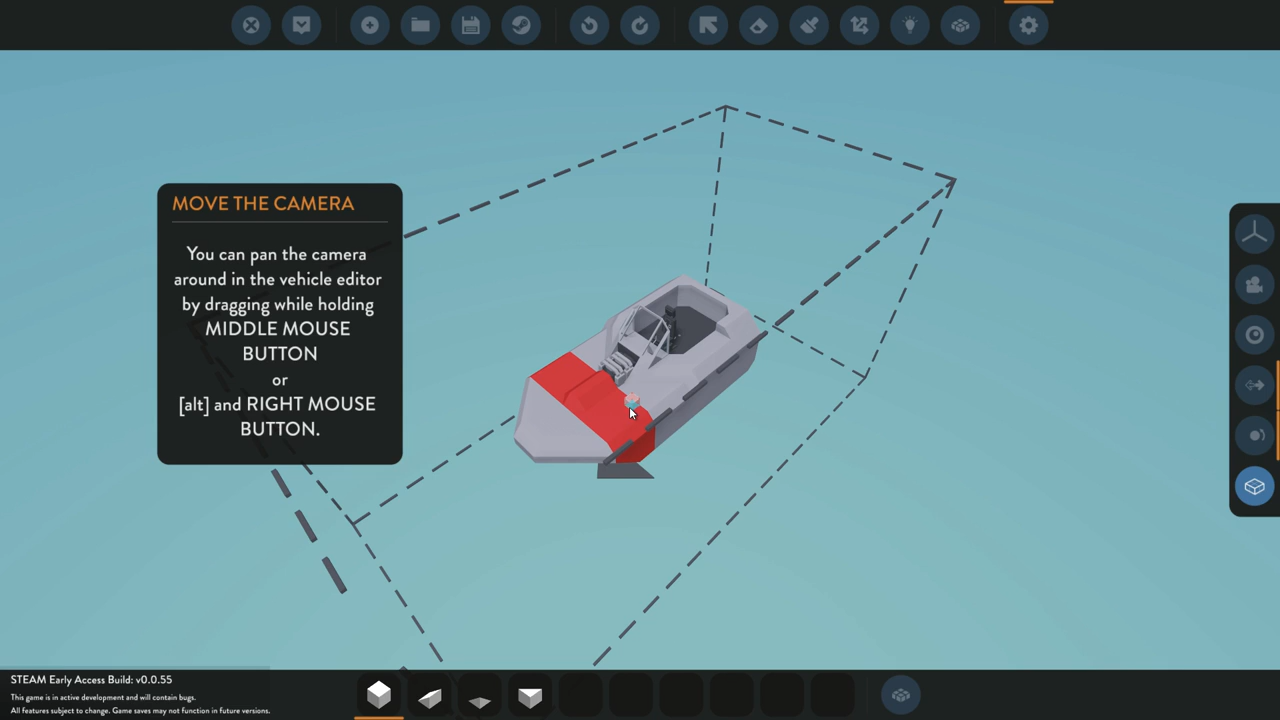 MOVE THE CAMERA
You can pan the camera
around in the vehicle editor
by dragging while holding
MIDDLE MOUSE
BUTTON
or
[alt] and RIGHT MOUSE
BUTTON.
STEAM Early Access Build: v0.0.55
This game is in active development and will contain bugs.
All features subject to change. Game saves may not function in future versions.